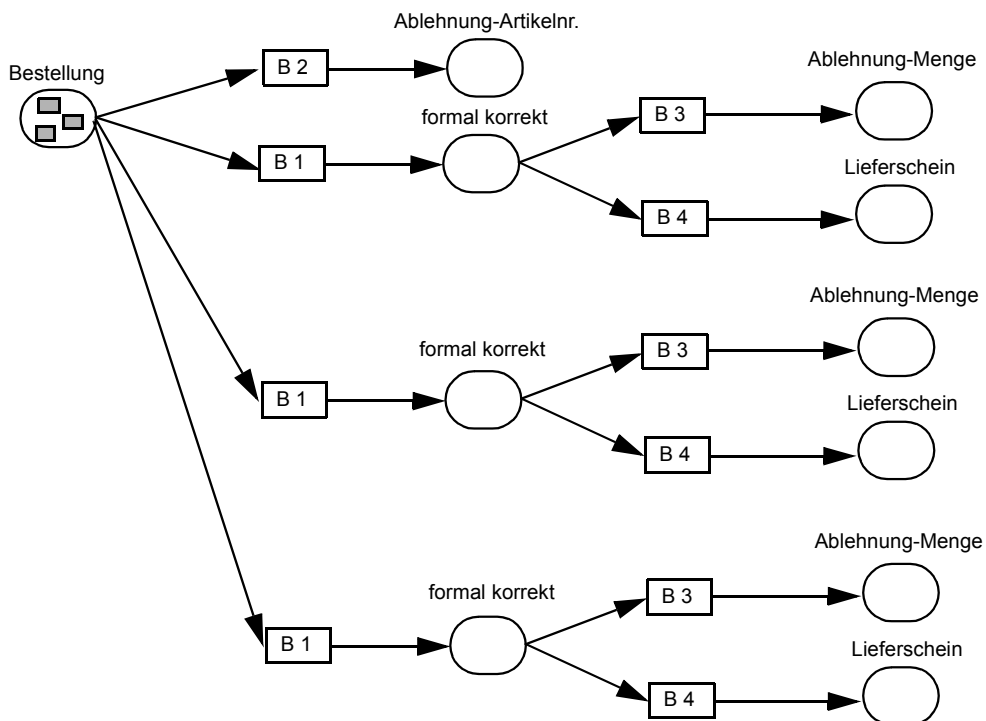 Ablehnung-Artikelnr.
Bestellung
B 2
Ablehnung-Menge
formal korrekt
B 3
B 1
Lieferschein
B 4
Ablehnung-Menge
formal korrekt
B 3
B 1
Lieferschein
B 4
Ablehnung-Menge
formal korrekt
B 3
B 1
Lieferschein
B 4